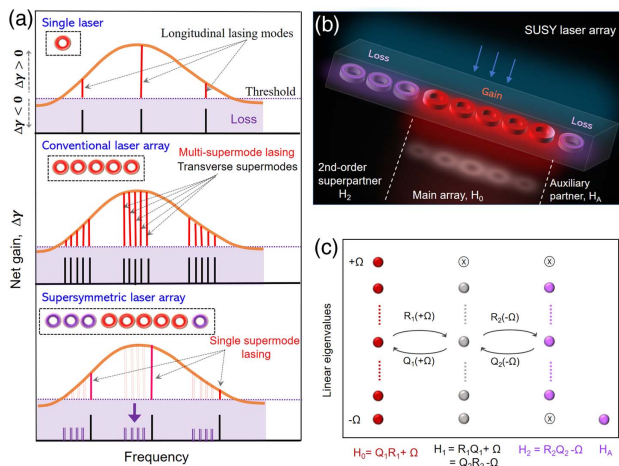 (a)
Single laser
Longitudinal lasing modes
Δγ > 0
Δγ < 0
Threshold
Loss
Conventional laser array
Multi-supermode lasing
Transverse supermodes
Net gain, Δγ
Supersymmetric laser array
Single supermode
lasing
Frequency
(b)
SUSY laser array
Loss
Gain
Loss
2nd-order
superpartner
H₂
Main array, H₀
Auxiliary
partner, Hᴀ
(c)
Linear eigenvalues
+Ω
x
x
R₁(+Ω)
R₂(-Ω)
Q₁(+Ω)
Q₂(-Ω)
-Ω
x
H₀= Q₁R₁+ Ω
H₁ = R₁Q₁+ Ω
= Q₂R₂-Ω
H₂ = R₂Q₂-Ω
Hᴀ